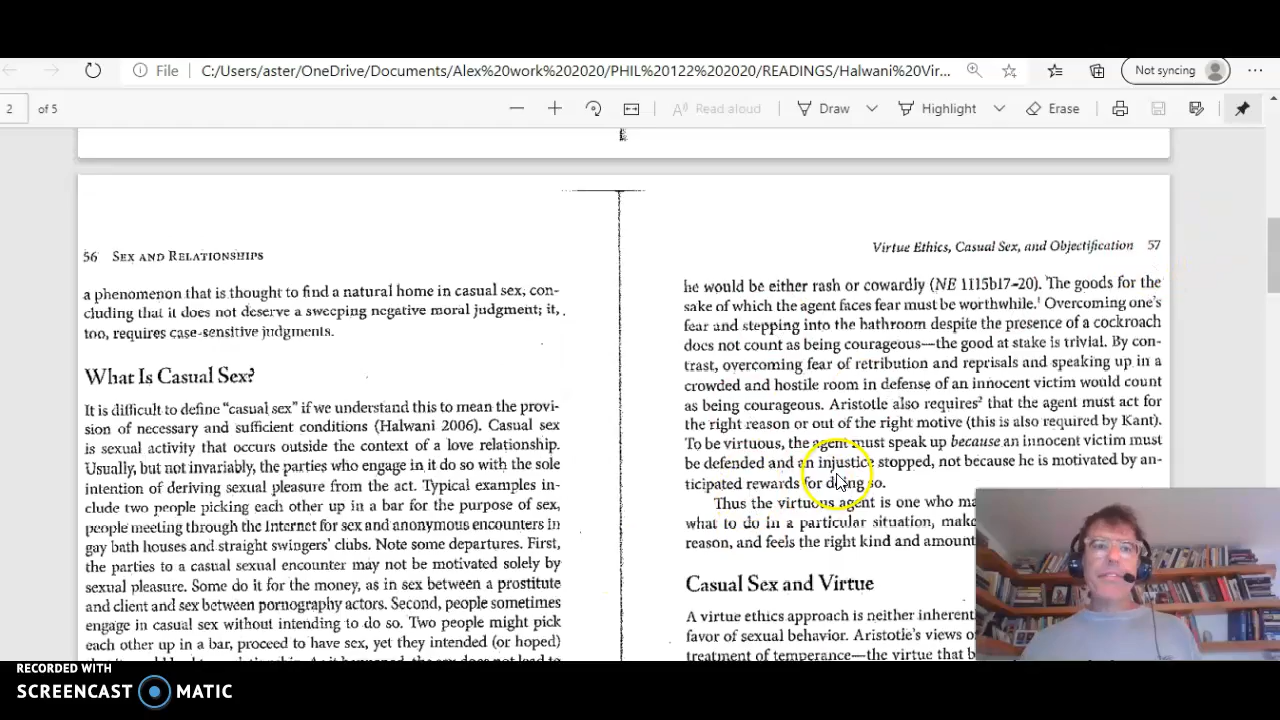 File
C:/Users/aster/OneDrive/Documents/Alex%20work%202020/PHIL%20122%202020/READINGS/Halwani%20Vir...
Not syncing
2 of 5
Read aloud
Draw
Highlight
Erase
56 SEX AND RELATIONSHIPS
a phenomenon that is thought to find a natural home in casual sex, con-
cluding that it does not deserve a sweeping negative moral judgment; it,
too, requires case-sensitive judgments.
What Is Casual Sex?
It is difficult to define “casual sex” if we understand this to mean the provi-
sion of necessary and sufficient conditions (Halwani 2006). Casual sex
is sexual activity that occurs outside the context of a love relationship.
Usually, but not invariably, the parties who engage in it do so with the sole
intention of deriving sexual pleasure from the act. Typical examples in-
clude two people picking each other up in a bar for the purpose of sex,
people meeting through the Internet for sex and anonymous encounters in
gay bath houses and straight swingers’ clubs. Note some departures. First,
the parties to a casual sexual encounter may not be motivated solely by
sexual pleasure. Some do it for the money, as in sex between a prostitute
and client and sex between pornography actors. Second, people sometimes
engage in casual sex without intending to do so. Two people might pick
each other up in a bar, proceed to have sex, yet they intended (or hoped)
Virtue Ethics, Casual Sex, and Objectification 57
he would be either rash or cowardly (NE 1115b17–20). The goods for the
sake of which the agent faces fear must be worthwhile.¹ Overcoming one’s
fear and stepping into the bathroom despite the presence of a cockroach
does not count as being courageous—the good at stake is trivial. By con-
trast, overcoming fear of retribution and reprisals and speaking up in a
crowded and hostile room in defense of an innocent victim would count
as being courageous. Aristotle also requires² that the agent must act for
the right reason or out of the right motive (this is also required by Kant).
To be virtuous, the agent must speak up because an innocent victim must
be defended and an injustice stopped, not because he is motivated by an-
ticipated rewards for doing so.
Thus the virtuous agent is one who
what to do in a particular situation, make
reason, and feels the right kind and amount
Casual Sex and Virtue
A virtue ethics approach is neither
favor of sexual behavior. Aristotle’s views
treatment of temperance—the virtue that
RECORDED WITH
SCREENCAST MATIC